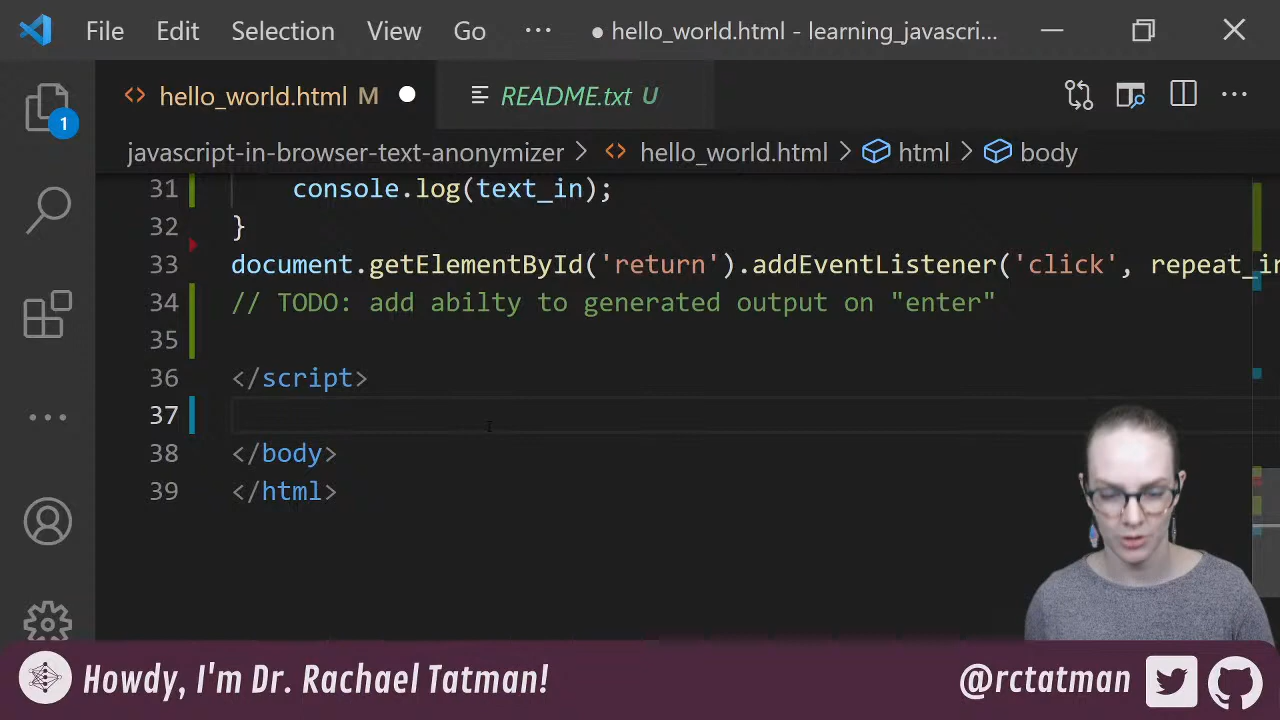 File Edit Selection View Go ··· ● hello_world.html - learning_javascri...
hello_world.html M README.txt U
1
javascript-in-browser-text-anonymizer > hello_world.html > html > body
31 console.log(text_in);
32 }
33 document.getElementById('return').addEventListener('click', repeat_in
34 // TODO: add abilty to generated output on "enter"
35
36 </script>
37
38 </body>
39 </html>
Howdy, I'm Dr. Rachael Tatman! @rctatman